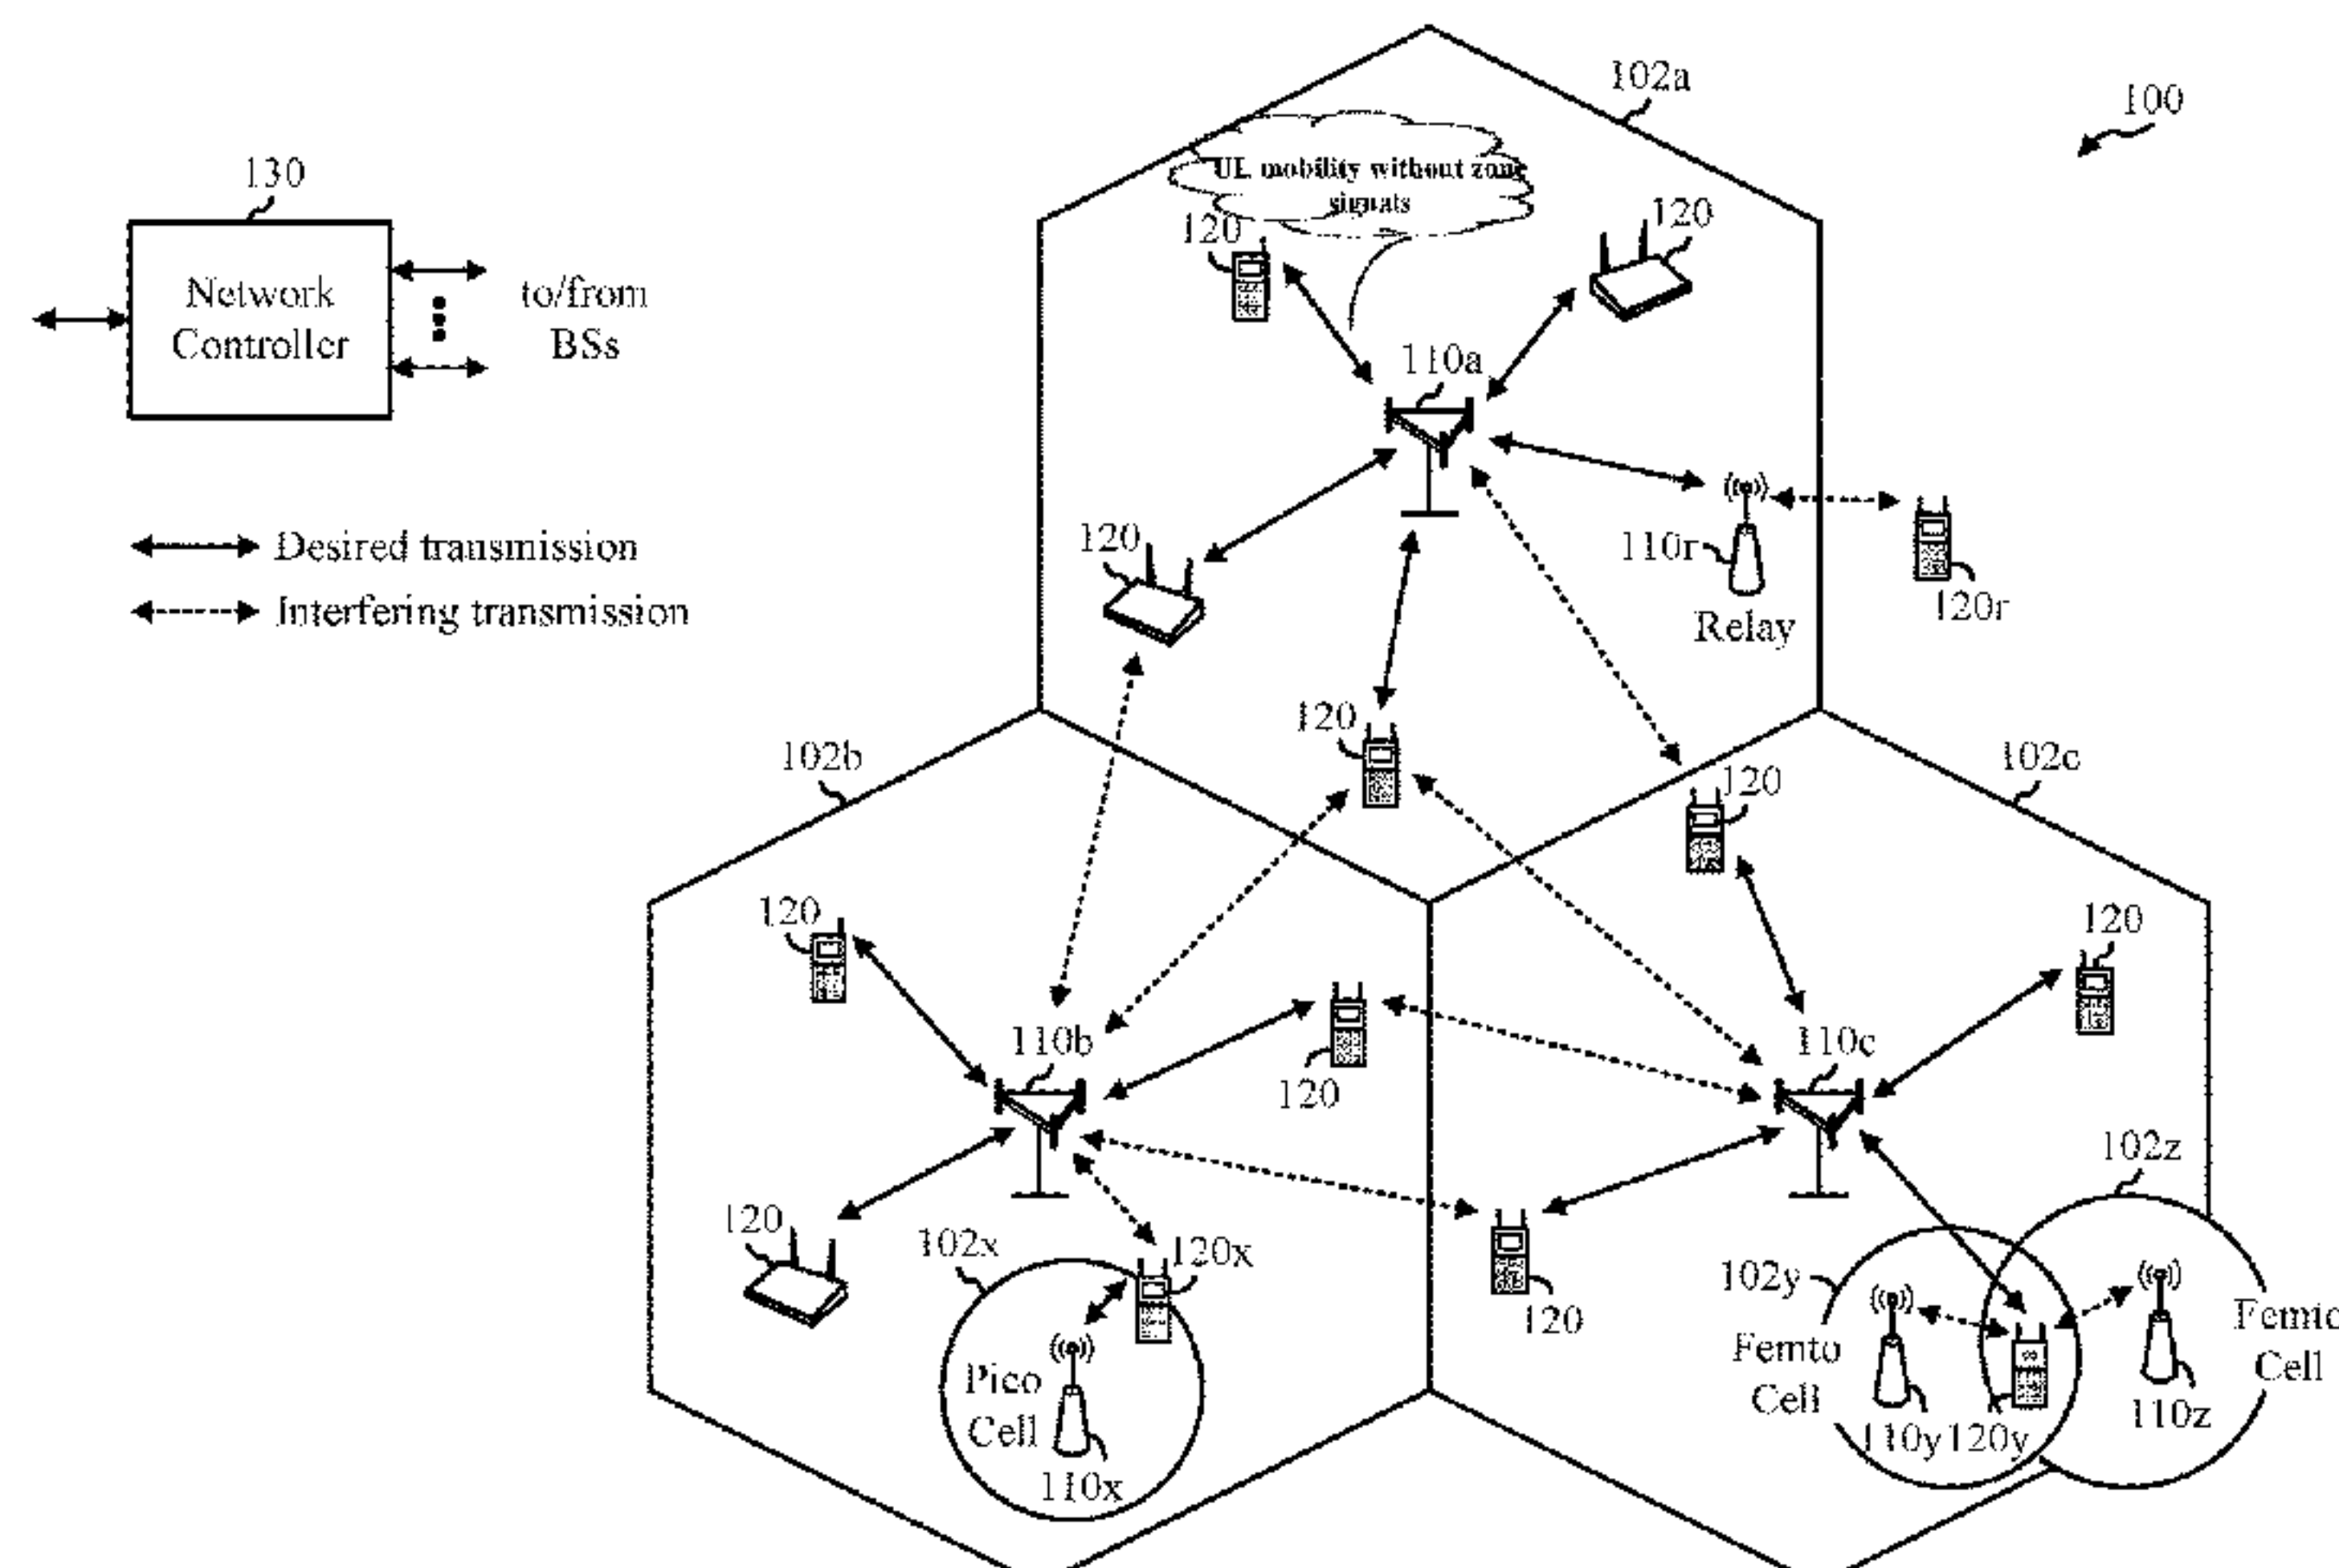 102a
100
130
UL mobility without zone
signals
120
120
Network
Controller
to/from
BSs
110a
Desired transmission
Interfering transmission
120
110r
120r
Relay
120
102b
120
102c
120
120
110b
120
110c
102z
120
102x
120x
102y
120
Pico
Cell
110x
Femto
Cell
110y
120y
110z
Femto
Cell